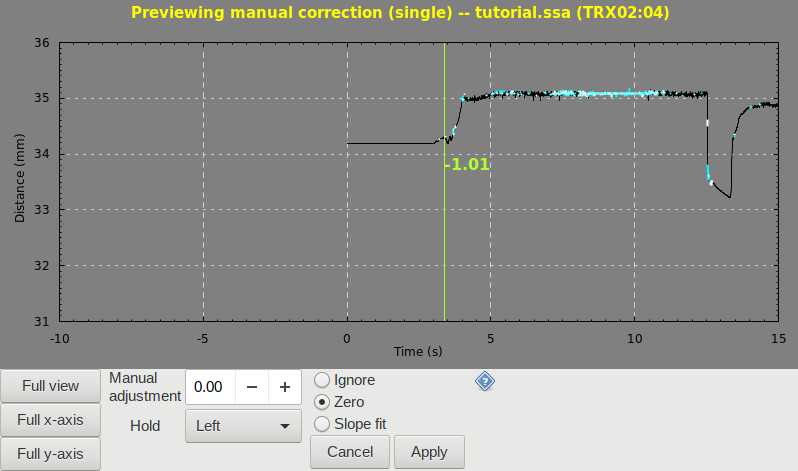 Previewing manual correction (single) -- tutorial.ssa (TRX02:04)
36
35
34
33
32
31
Distance (mm)
-1.01
-10
-5
0
5
10
15
Time (s)
Full view
Full x-axis
Full y-axis
Manual
adjustment
0.00
Hold
Left
Ignore
Zero
Slope fit
Cancel
Apply
?